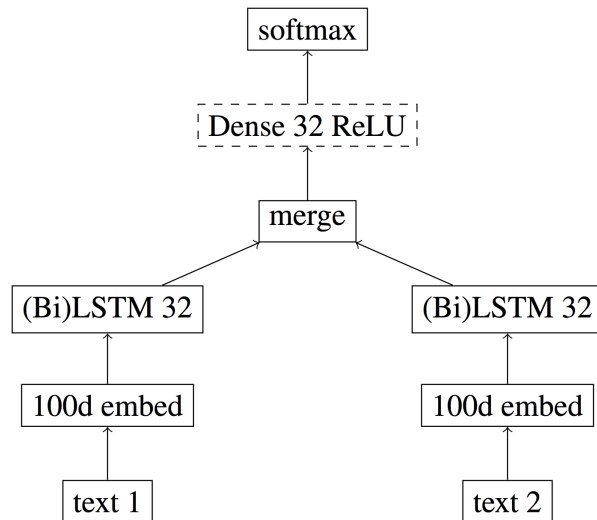 softmax
Dense 32 ReLU
merge
(Bi)LSTM 32
(Bi)LSTM 32
100d embed
100d embed
text 1
text 2